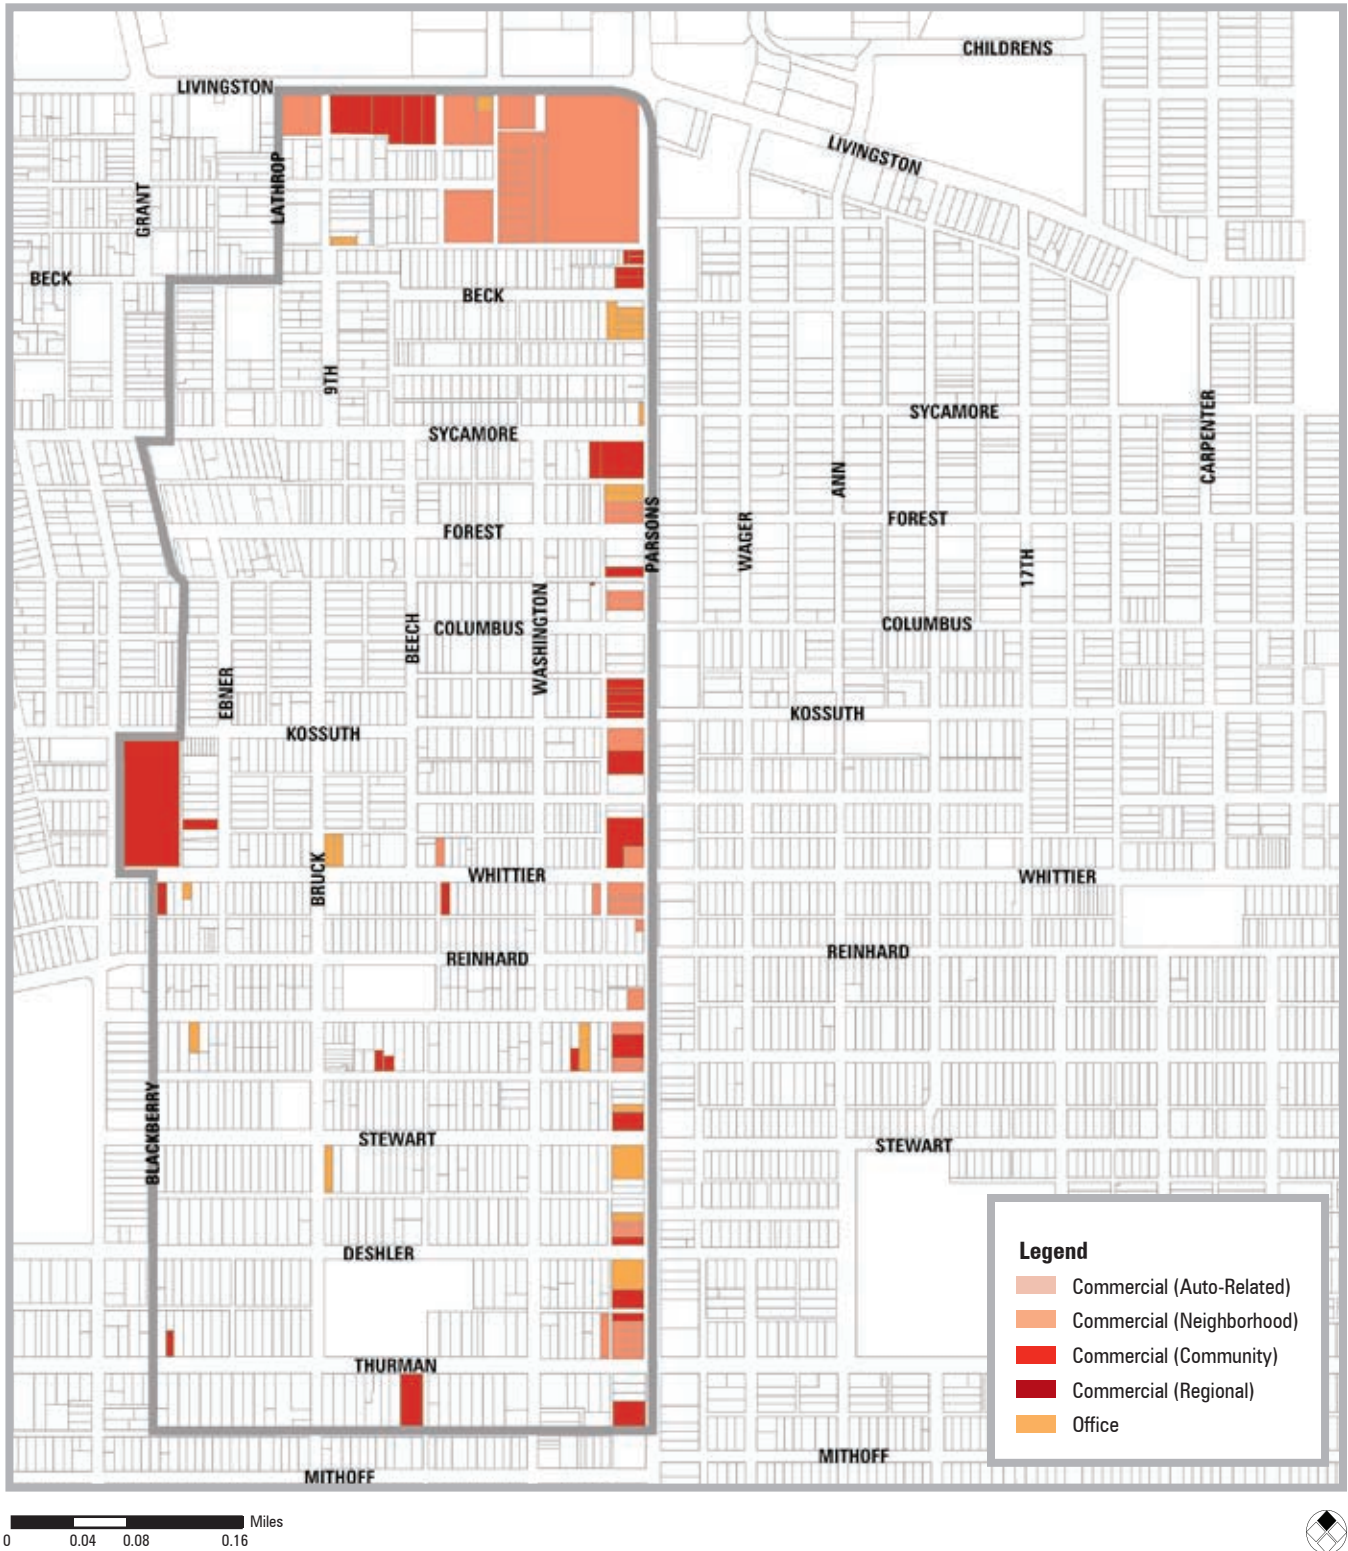 CHILDRENS
LIVINGSTON
LIVINGSTON
LATHROP
GRANT
BECK
BECK
9TH
SYCAMORE
SYCAMORE
CARPENTER
ANN
PARSONS
WAGER
FOREST
FOREST
17TH
WASHINGTON
BEECH
COLUMBUS
COLUMBUS
EBNER
KOSSUTH
KOSSUTH
BRUCK
WHITTIER
WHITTIER
REINHARD
REINHARD
BLACKBERRY
STEWART
STEWART
DESHLER
THURMAN
MITHOFF
MITHOFF
Legend
Commercial (Auto-Related)
Commercial (Neighborhood)
Commercial (Community)
Commercial (Regional)
Office
Miles
0 0.04 0.08 0.16